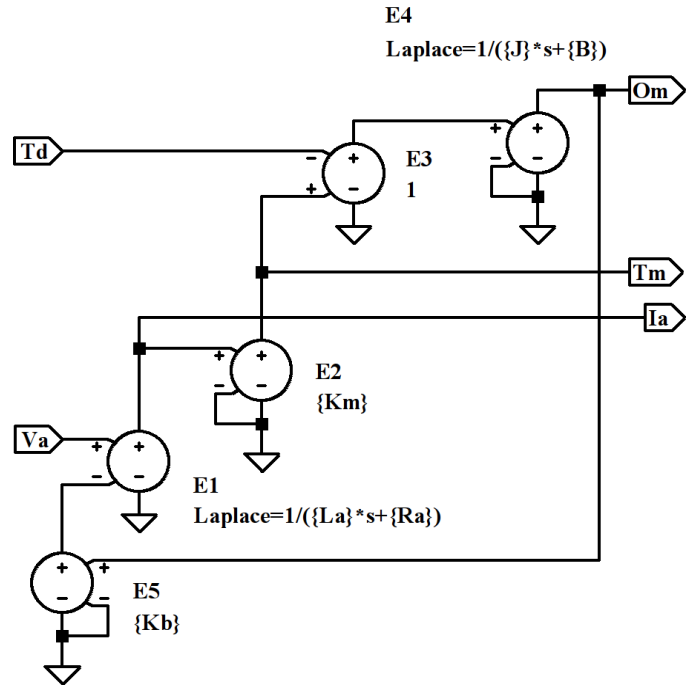 E4
Laplace=1/({J}*s+{B})
Om
+
+
-
-
Td
-
+
+
-
E3
1
Tm
Ia
+
+
-
-
E2
{Km}
Va
+
+
-
-
E1
Laplace=1/({La}*s+{Ra})
+
+
-
-
E5
{Kb}